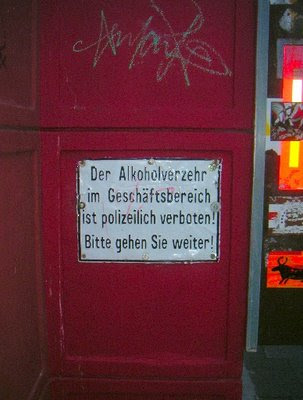 Der Alkoholverzehr
im Geschäftsbereich
ist polizeilich verboten!
Bitte gehen Sie weiter!